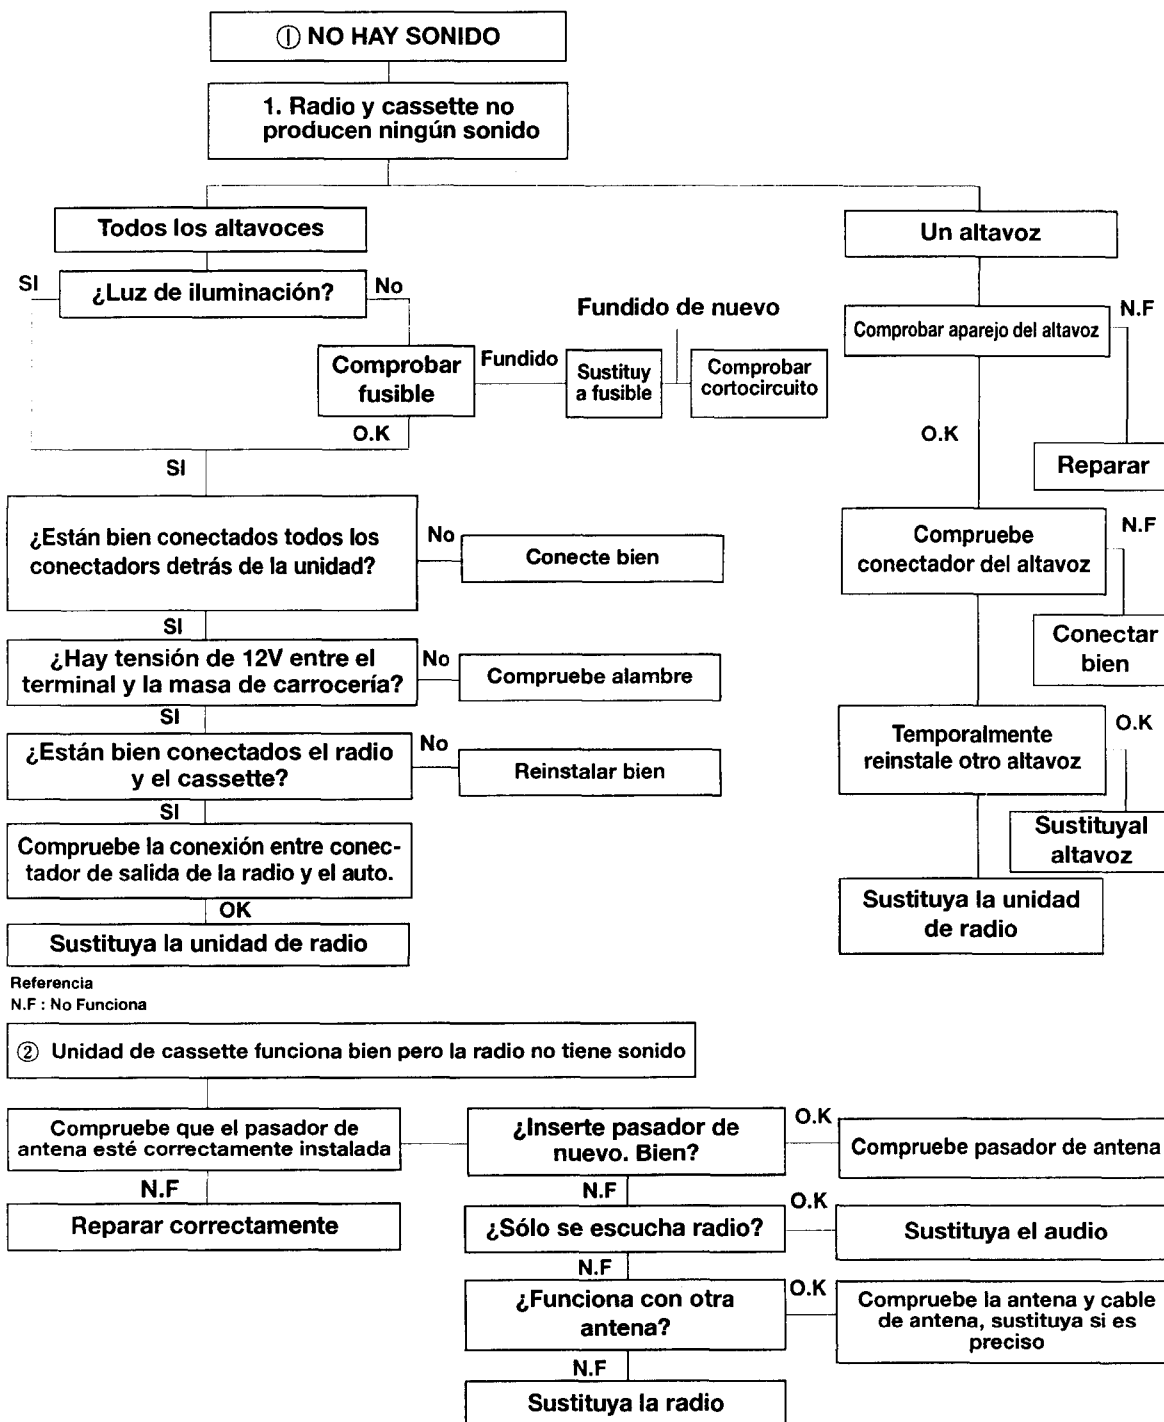 ① NO HAY SONIDO
1. Radio y cassette no
producen ningún sonido
Todos los altavoces
Un altavoz
SI
¿Luz de iluminación?
No
Fundido de nuevo
Comprobar
fusible
Fundido
Sustituy
a fusible
Comprobar
cortocircuito
O.K
SI
¿Están bien conectados todos los
conectadors detrás de la unidad?
No
Conecte bien
SI
¿Hay tensión de 12V entre el
terminal y la masa de carrocería?
No
Compruebe alambre
SI
¿Están bien conectados el radio
y el cassette?
No
Reinstalar bien
SI
Compruebe la conexión entre conec-
tador de salida de la radio y el auto.
OK
Sustituya la unidad de radio
Comprobar aparejo del altavoz
N.F
O.K
Reparar
Compruebe
conectador del altavoz
N.F
Conectar
bien
Temporalmente
reinstale otro altavoz
O.K
Sustituyal
altavoz
Sustituya la unidad
de radio
Referencia
N.F : No Funciona
② Unidad de cassette funciona bien pero la radio no tiene sonido
Compruebe que el pasador de
antena esté correctamente instalada
N.F
Reparar correctamente
¿Inserte pasador de
nuevo. Bien?
O.K
Compruebe pasador de antena
N.F
¿Sólo se escucha radio?
O.K
Sustituya el audio
N.F
¿Funciona con otra
antena?
O.K
Compruebe la antena y cable
de antena, sustituya si es
preciso
N.F
Sustituya la radio